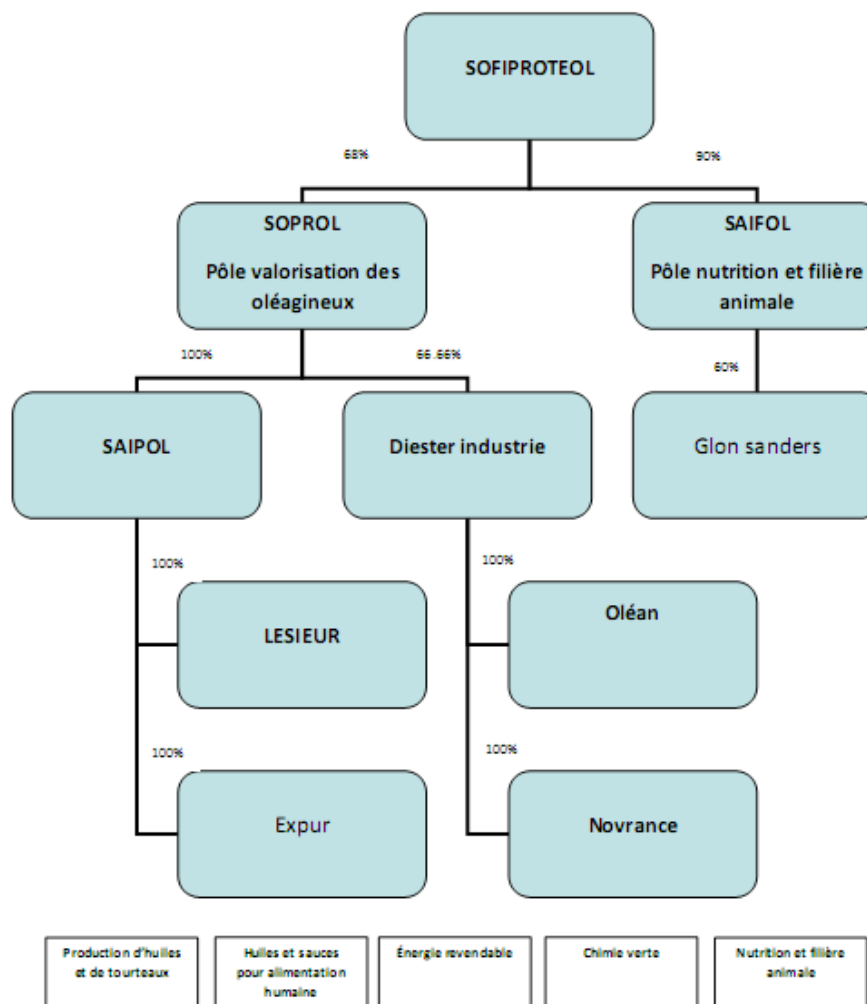 SOFIPROTEOL
68%
90%
SOPROL
Pôle valorisation des
oléagineux
SAIFOL
Pôle nutrition et filière
animale
100%
66.66%
60%
SAIPOL
Diester industrie
Glon sanders
100%
100%
LESIEUR
Oléan
100%
100%
Expur
Novrance
Production d'huiles
et de tourteaux
Huiles et sauces
pour alimentation
humaine
Énergie revendable
Chimie verte
Nutrition et filière
animale